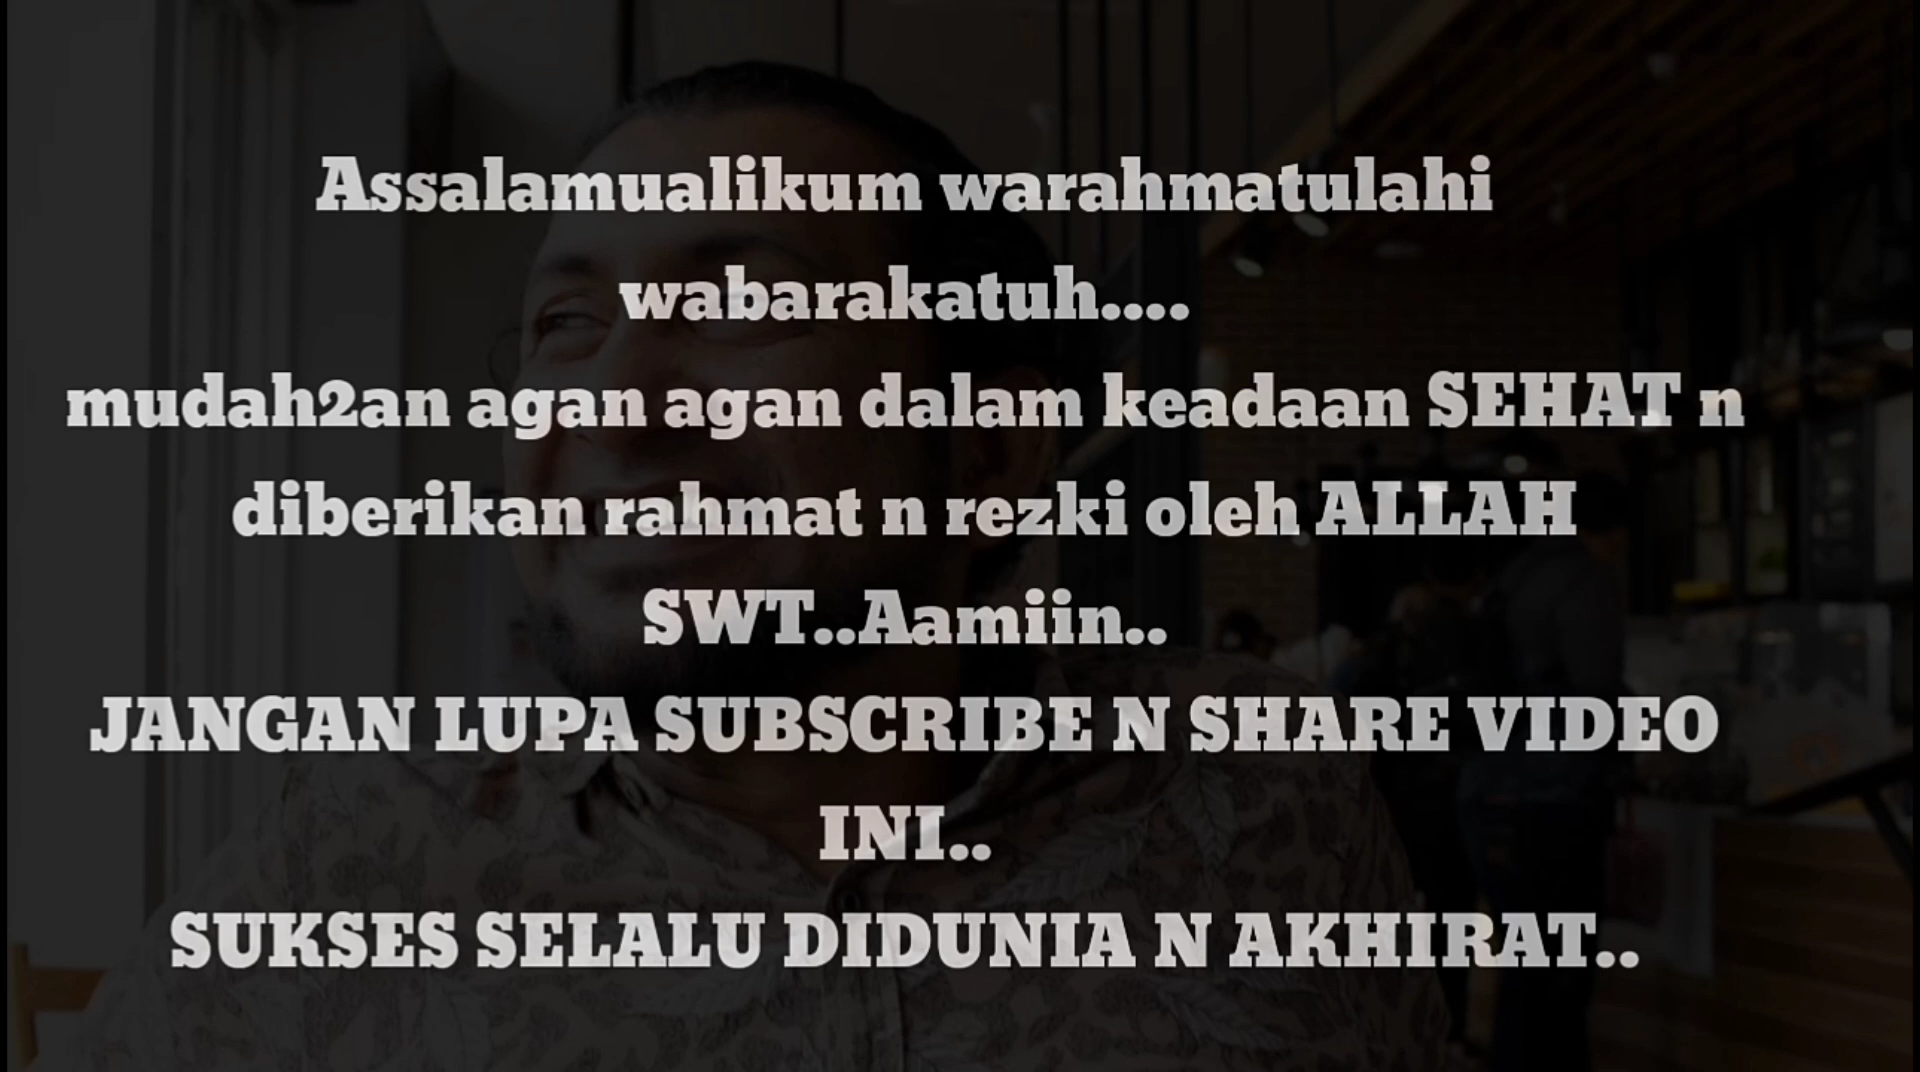 Assalamualikum warahmatulahi
wabarakatuh....
mudah2an agan agan dalam keadaan SEHAT n
diberikan rahmat n rezki oleh ALLAH
SWT..Aamiin..
JANGAN LUPA SUBSCRIBE N SHARE VIDEO
INI..
SUKSES SELALU DIDUNIA N AKHIRAT..